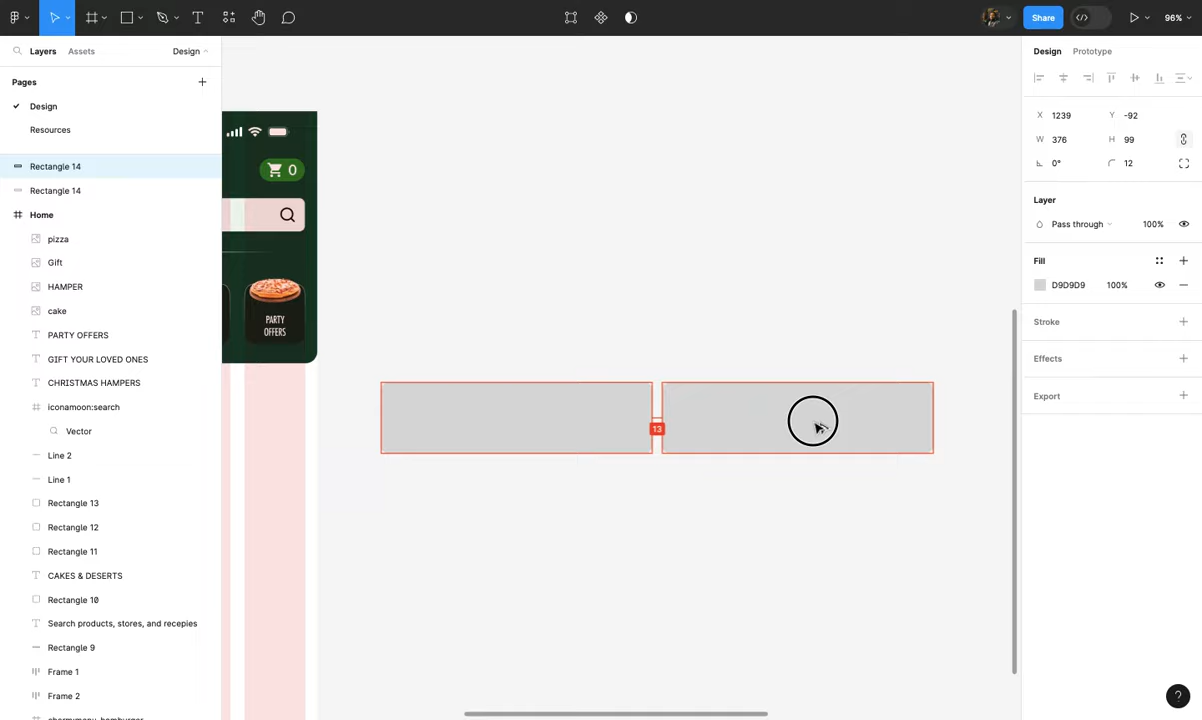 Share
96%
Layers
Assets
Design
Pages
Design
Resources
Rectangle 14
Rectangle 14
Home
pizza
Gift
HAMPER
cake
PARTY OFFERS
GIFT YOUR LOVED ONES
CHRISTMAS HAMPERS
iconamoon:search
Vector
Line 2
Line 1
Rectangle 13
Rectangle 12
Rectangle 11
CAKES & DESERTS
Rectangle 10
Search products, stores, and recepies
Rectangle 9
Frame 1
Frame 2
0
PARTY
OFFERS
13
Design
Prototype
X 1239 Y -92
W 376 H 99
0° 12
Layer
Pass through 100%
Fill
D9D9D9 100%
Stroke
Effects
Export
?